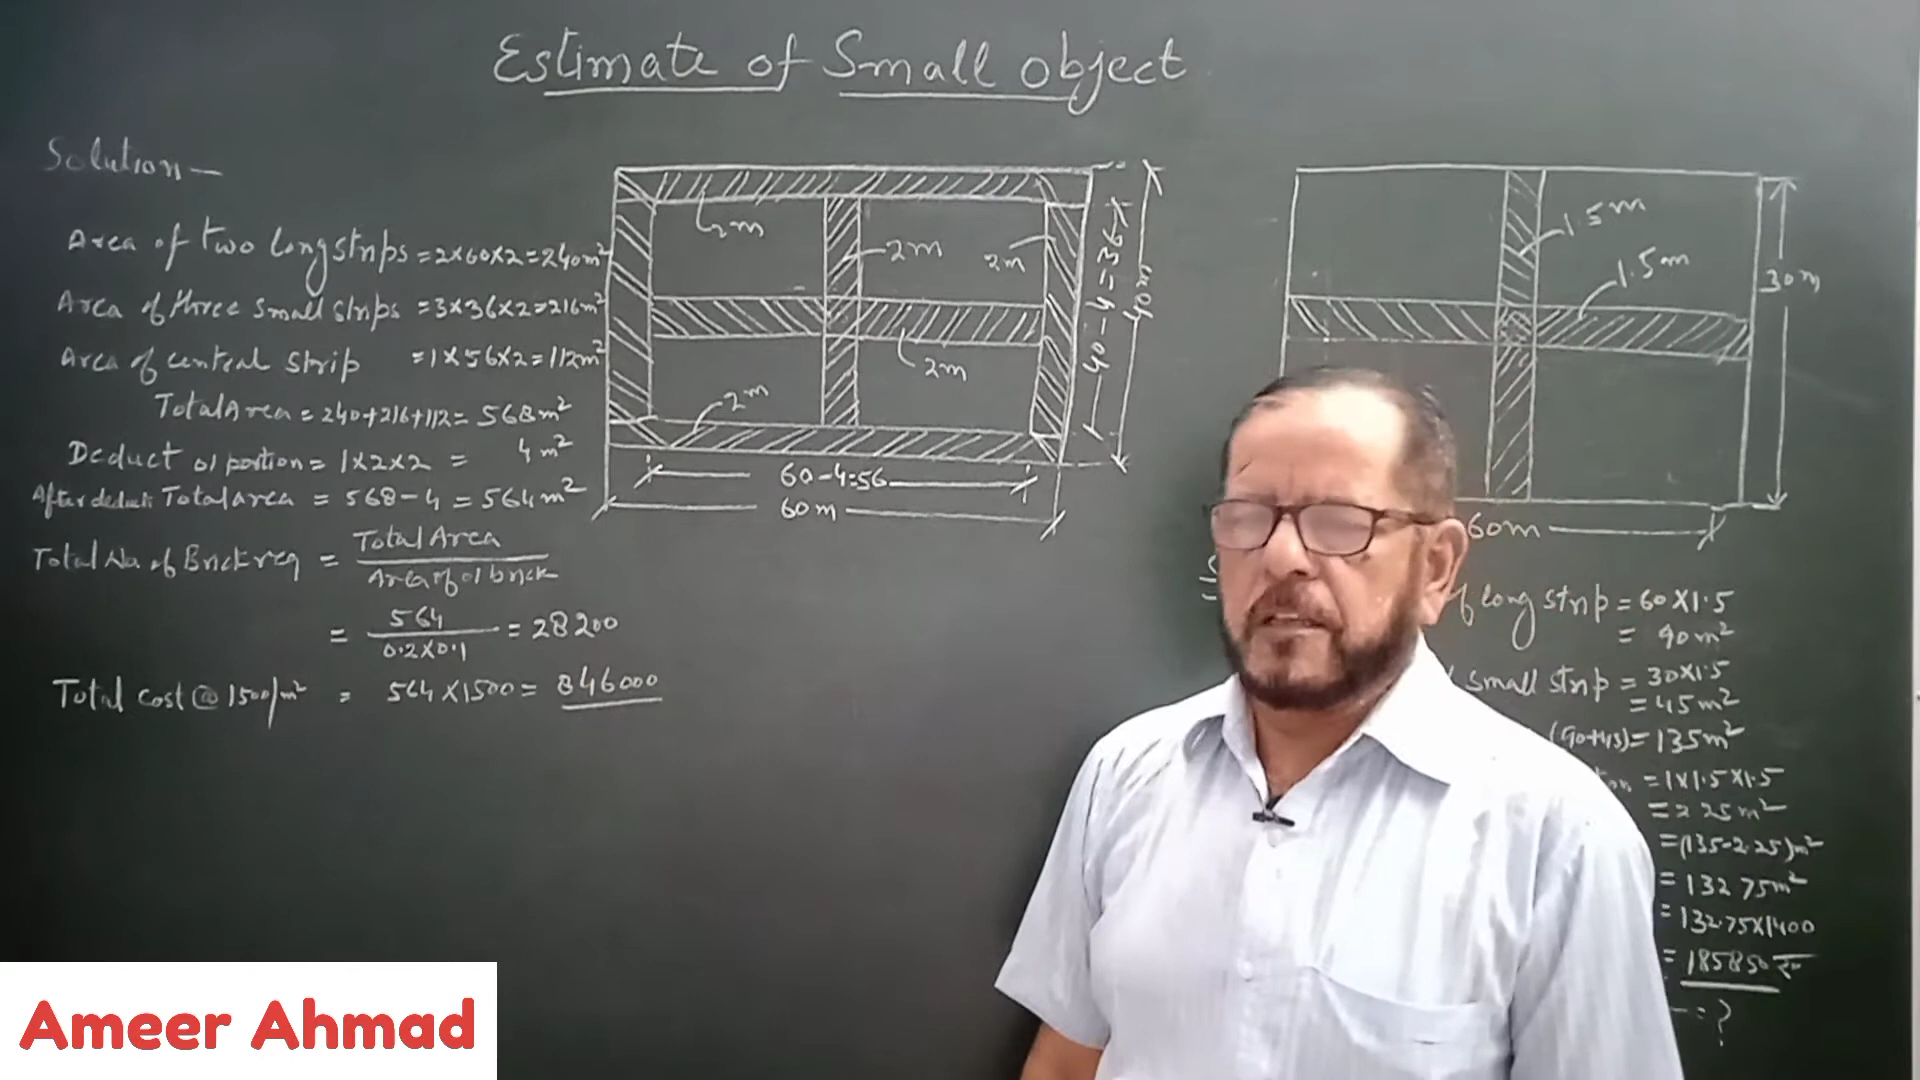 Estimate of Small object
Solution—
Area of two long strips = 2×60×2=240m²
Area of three small strips = 3×36×2=216m²
Area of central strip = 1×56×2=112m²
Total Area = 240+216+112= 568m²
Deduct 01 portion = 1×2×2 = 4m²
After deduct: Total area = 568-4 = 564m²
Total No. of Brick req = Total Area
Area of 01 brick
= 564 = 28200
0.2×0.1
Total cost @ 1500/m² = 564×1500 = 846000
2m
2m
2m
2m
2m
40-4=36
40m
60-4=56
60m
1.5m
1.5m
30m
60m
of long strip = 60×1.5
= 90m²
small strip = 30×1.5
= 45m²
(90+45) = 135m²
= 1×1.5×1.5
= 2.25m²
= (135-2.25)m²
= 132.75m²
= 132.75×1400
= 185850
= ?
Ameer Ahmad